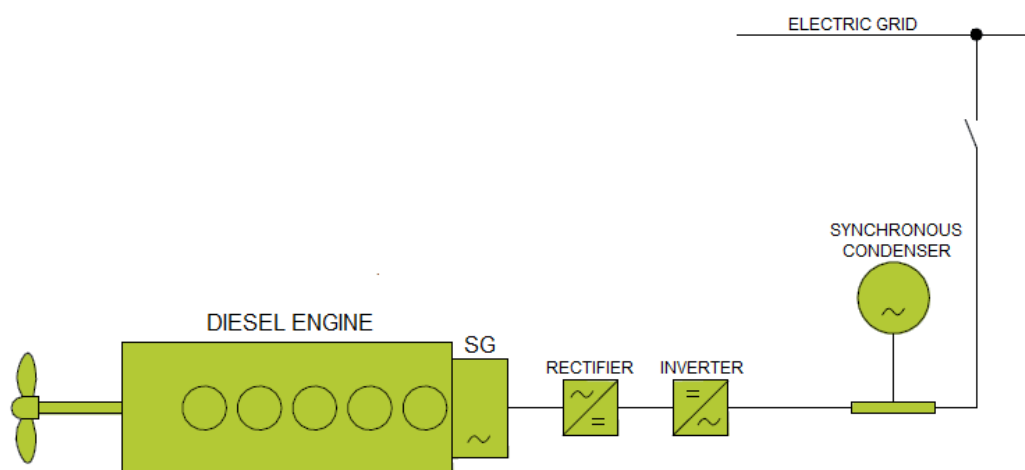 ELECTRIC GRID
SYNCHRONOUS
CONDENSER
DIESEL ENGINE
SG
RECTIFIER
INVERTER